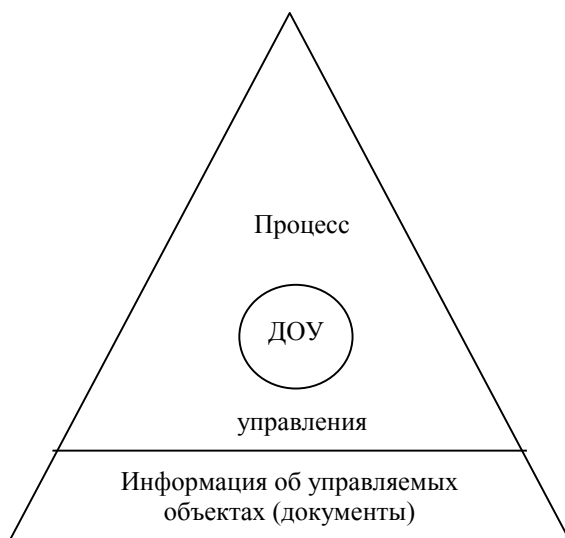 Процесс
ДОУ
управления
Информация об управляемых
объектах (документы)